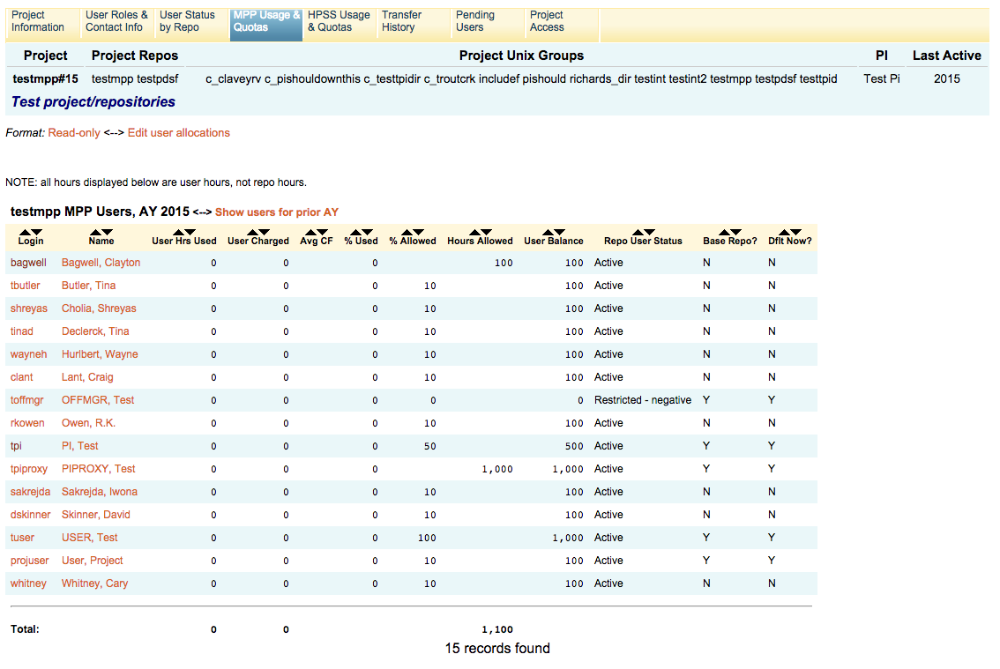 Project Information User Roles & Contact Info User Status by Repo MPP Usage & Quotas HPSS Usage & Quotas Transfer History Pending Users Project Access
Project Project Repos Project Unix Groups PI Last Active
testmpp#15 testmpp testpdsf c_claveyrv c_pishouldownthis c_testtpidir c_troutcrk includef pishould richards_dir testint testint2 testmpp testpdsf testtpid Test Pi 2015
Test project/repositories
Format: Read-only <--> Edit user allocations
NOTE: all hours displayed below are user hours, not repo hours.
testmpp MPP Users, AY 2015 <--> Show users for prior AY
Login Name User Hrs Used User Charged Avg CF % Used % Allowed Hours Allowed User Balance Repo User Status Base Repo? Dflt Now?
bagwell Bagwell, Clayton 0 0 0 100 100 Active N N
tbutler Butler, Tina 0 0 0 10 100 Active N N
shreyas Cholia, Shreyas 0 0 0 10 100 Active N N
tinad Declerck, Tina 0 0 0 10 100 Active N N
wayneh Hurlbert, Wayne 0 0 0 10 100 Active N N
clant Lant, Craig 0 0 0 10 100 Active N N
toffmgr OFFMGR, Test 0 0 0 0 0 Restricted - negative Y Y
rkowen Owen, R.K. 0 0 0 10 100 Active N N
tpi PI, Test 0 0 0 50 500 Active Y Y
tpiproxy PIPROXY, Test 0 0 0 1,000 1,000 Active Y Y
sakrejda Sakrejda, Iwona 0 0 0 10 100 Active N N
dskinner Skinner, David 0 0 0 10 100 Active N N
tuser USER, Test 0 0 0 100 1,000 Active Y Y
projuser User, Project 0 0 0 10 100 Active Y Y
whitney Whitney, Cary 0 0 0 10 100 Active N N
Total: 0 0 1,100
15 records found